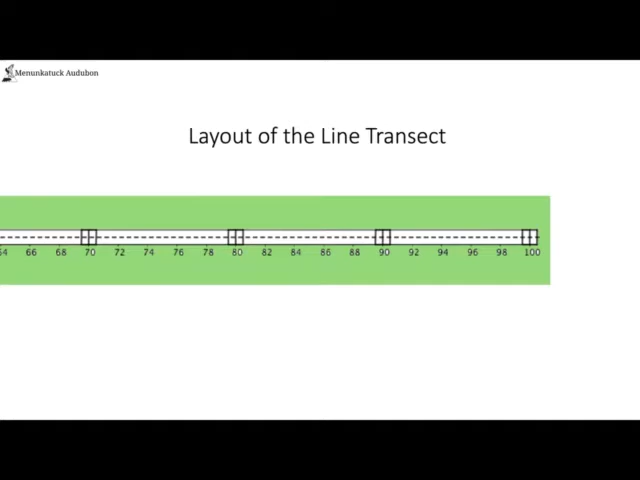 Menunkatuck Audubon
Layout of the Line Transect
64 66 68 70 72 74 76 78 80 82 84 86 88 90 92 94 96 98 100